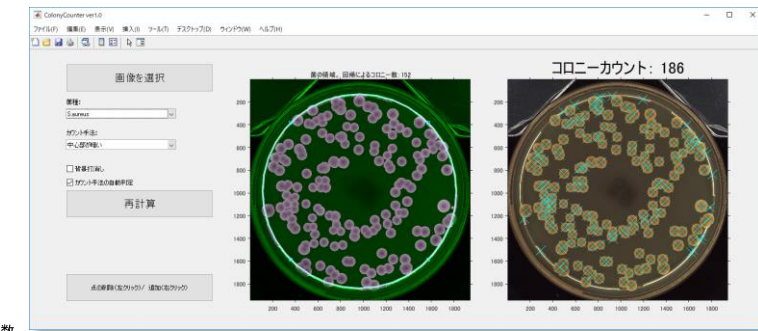 ColonyCounter ver1.0
ファイル(F) 編集(E) 表示(V) 挿入(I) ツール(T) デスクトップ(D) ウィンドウ(W) ヘルプ(H)
画像を選択
菌種:
S.aureus
カウント手法:
中心部が暗い
背景打消し
カウント手法の自動判定
再計算
点の削除(左クリック)/ 追加(右クリック)
菌の領域、回帰によるコロニー数: 152
200
400
600
800
1000
1200
1400
1600
1800
200 400 600 800 1000 1200 1400 1600 1800
コロニーカウント: 186
200
400
600
800
1000
1200
1400
1600
1800
200 400 600 800 1000 1200 1400 1600 1800
数